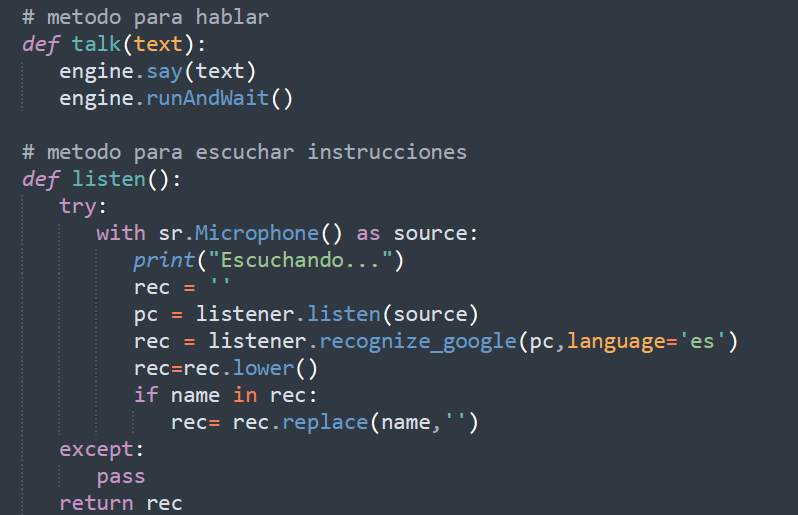 # metodo para hablar
def talk(text):
   engine.say(text)
   engine.runAndWait()

# metodo para escuchar instrucciones
def listen():
   try:
      with sr.Microphone() as source:
         print("Escuchando...")
         rec = ''
         pc = listener.listen(source)
         rec = listener.recognize_google(pc,language='es')
         rec=rec.lower()
         if name in rec:
            rec= rec.replace(name,'')
   except:
      pass
   return rec